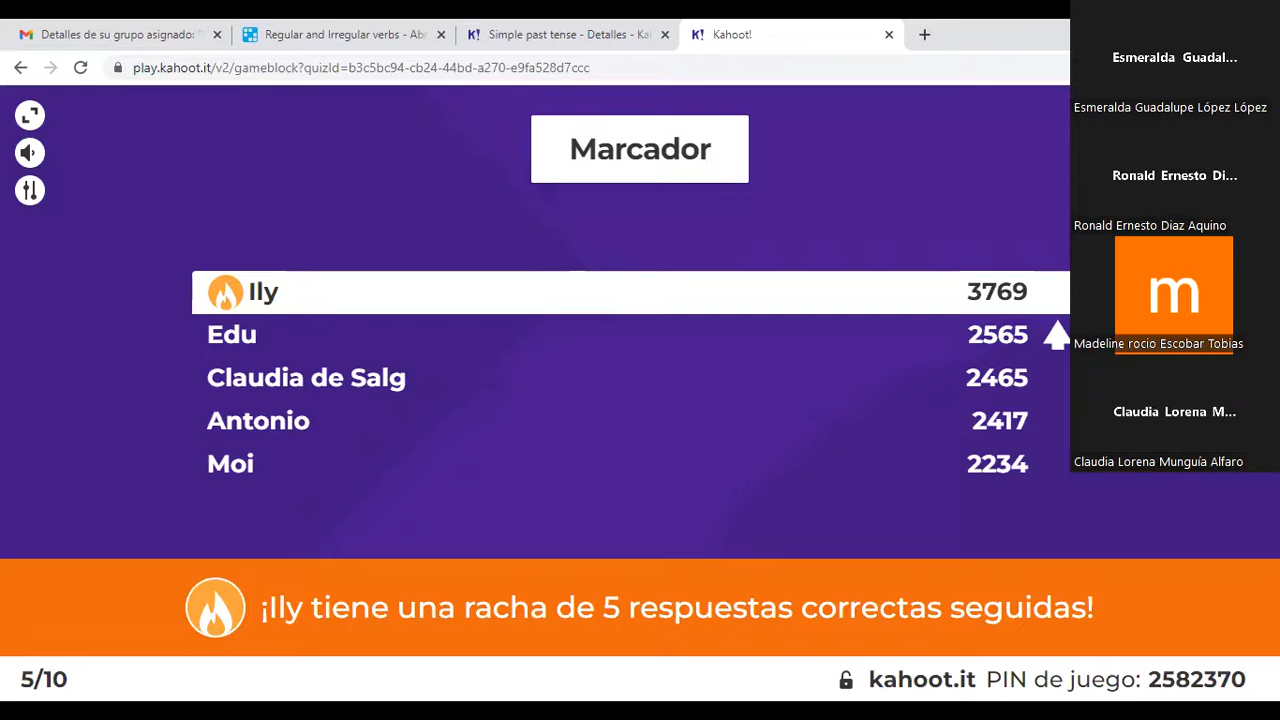 Detalles de su grupo asignado: "
Regular and Irregular verbs - Ab
Simple past tense - Detalles - Ka
Kahoot!
play.kahoot.it/v2/gameblock?quizId=b3c5bc94-cb24-44bd-a270-e9fa528d7ccc
Marcador
Ily 3769
Edu 2565
Claudia de Salg 2465
Antonio 2417
Moi 2234
¡Ily tiene una racha de 5 respuestas correctas seguidas!
5/10
kahoot.it PIN de juego: 2582370
Esmeralda Guadal...
Esmeralda Guadalupe López López
Ronald Ernesto Di...
Ronald Ernesto Diaz Aquino
m
Madeline rocio Escobar Tobias
Claudia Lorena M...
Claudia Lorena Munguía Alfaro